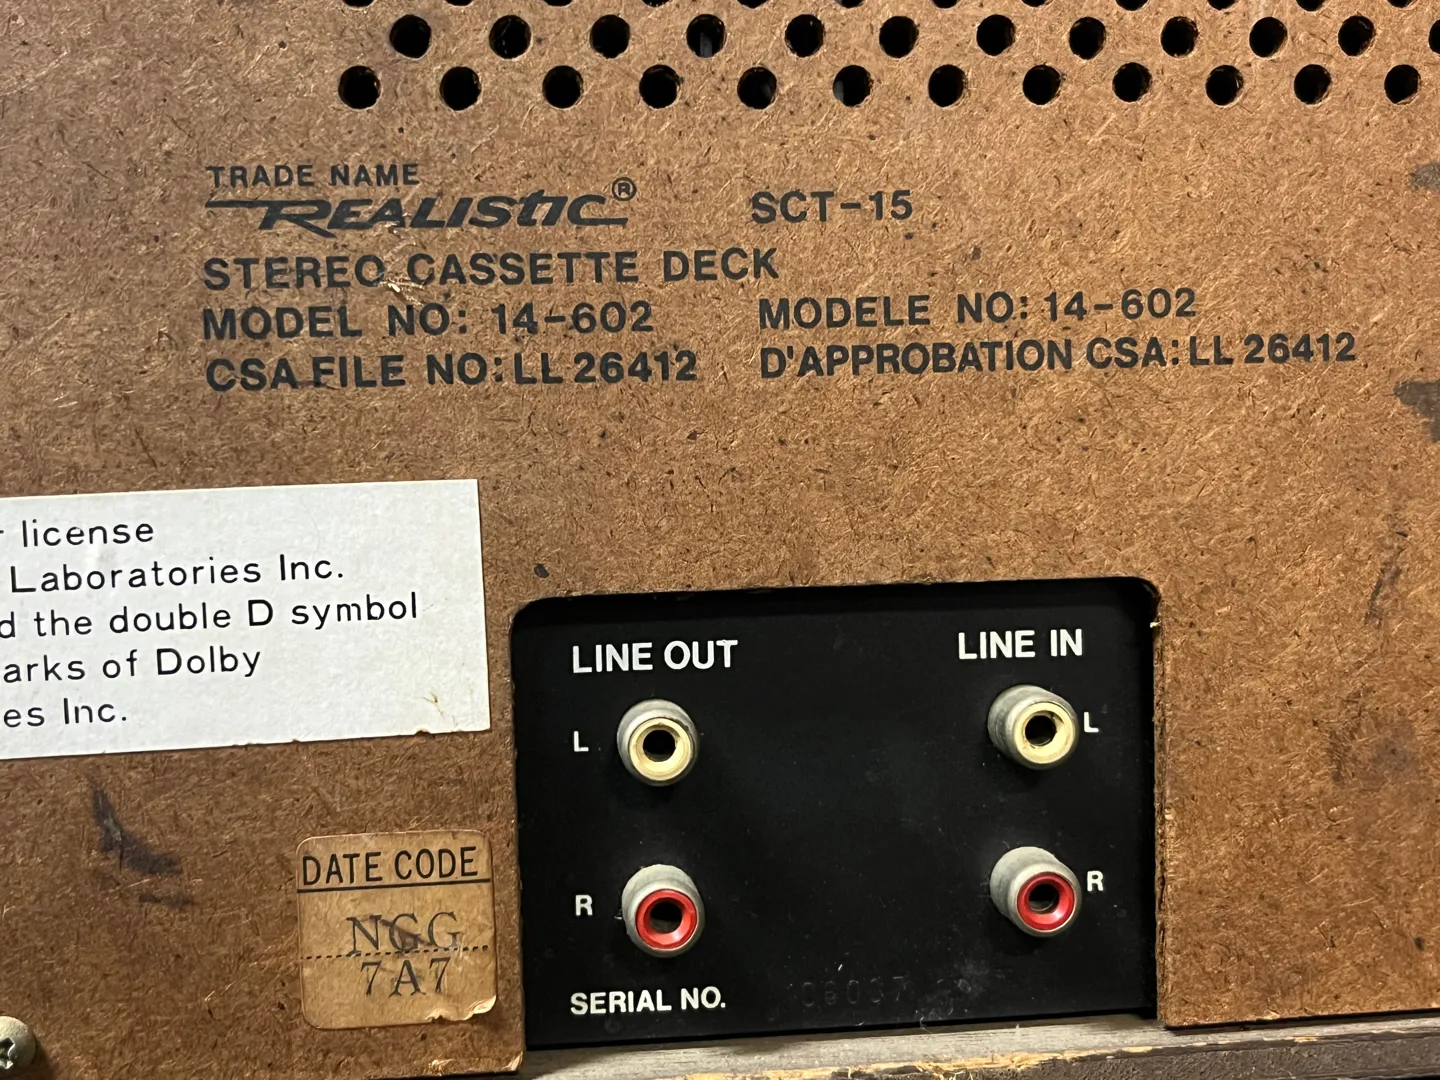 TRADE NAME
REALISTIC® SCT-15
STEREO CASSETTE DECK
MODEL NO: 14-602 MODELE NO: 14-602
CSA FILE NO: LL 26412 D'APPROBATION CSA: LL 26412
license
Laboratories Inc.
d the double D symbol
arks of Dolby
es Inc.
LINE OUT LINE IN
L L
R R
SERIAL NO.
DATE CODE
NGG
7A7